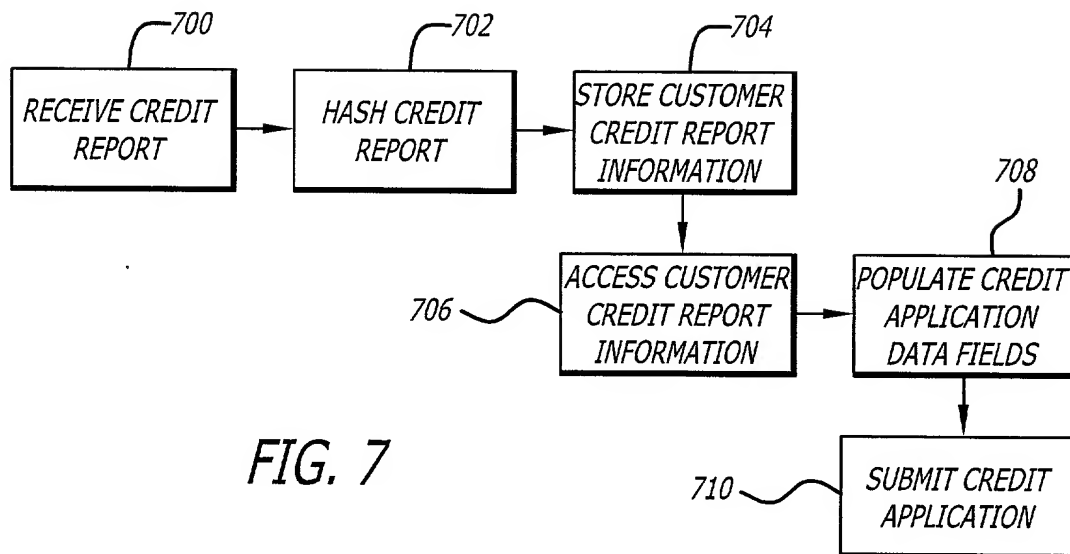 700
702
704
RECEIVE CREDIT
REPORT
HASH CREDIT
REPORT
STORE CUSTOMER
CREDIT REPORT
INFORMATION
706
ACCESS CUSTOMER
CREDIT REPORT
INFORMATION
708
POPULATE CREDIT
APPLICATION
DATA FIELDS
FIG. 7
710
SUBMIT CREDIT
APPLICATION